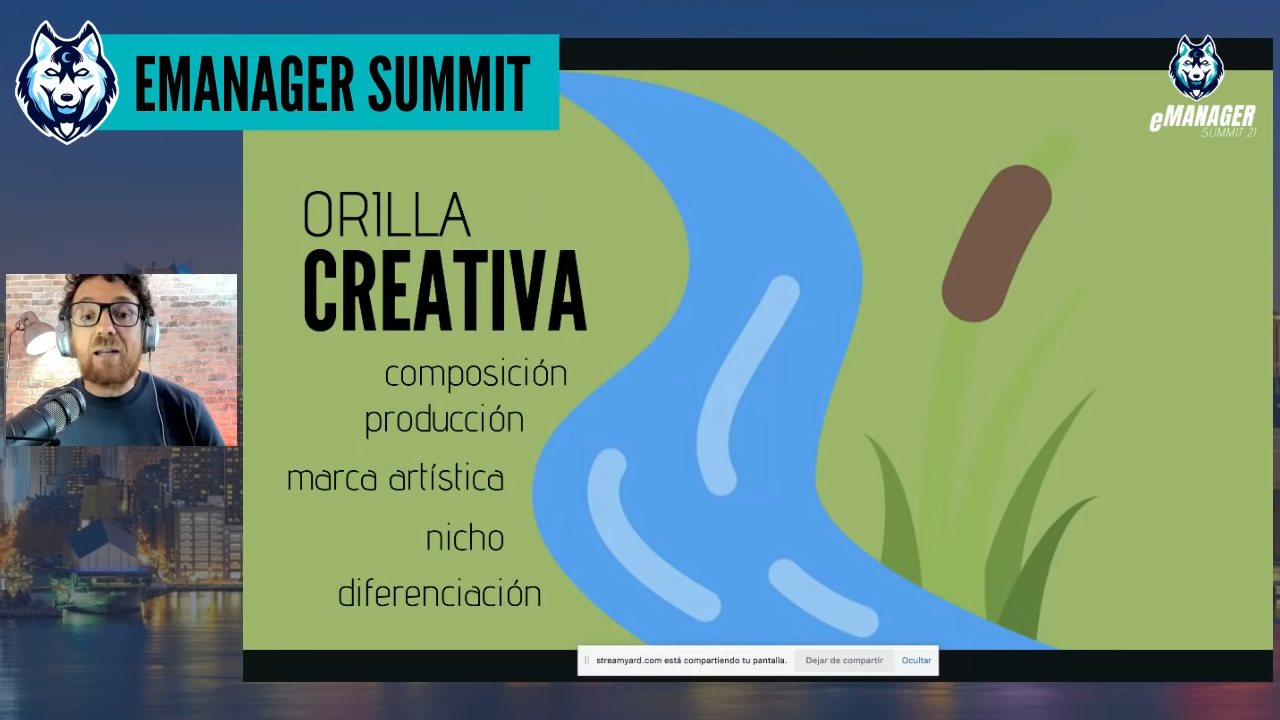 EMANAGER SUMMIT
eMANAGER
SUMMIT 21
ORILLA
CREATIVA
composición
producción
marca artística
nicho
diferenciación
streamyard.com está compartiendo tu pantalla.
Dejar de compartir
Ocultar